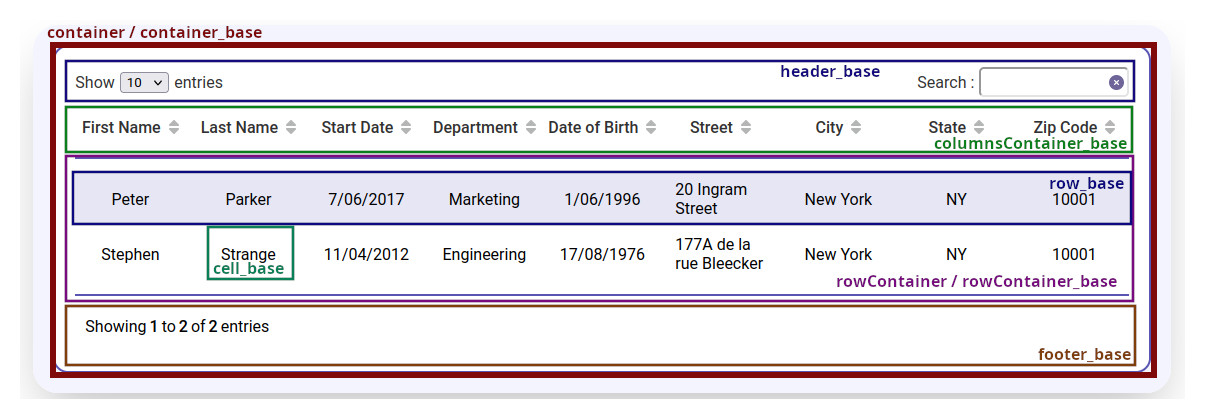 container / container_base
header_base
Show 10 entries Search :
First Name Last Name Start Date Department Date of Birth Street City State Zip Code
columnsContainer_base
row_base
Peter Parker 7/06/2017 Marketing 1/06/1996 20 Ingram Street New York NY 10001
Stephen Strange 11/04/2012 Engineering 17/08/1976 177A de la rue Bleecker New York NY 10001
cell_base
rowContainer / rowContainer_base
Showing 1 to 2 of 2 entries
footer_base